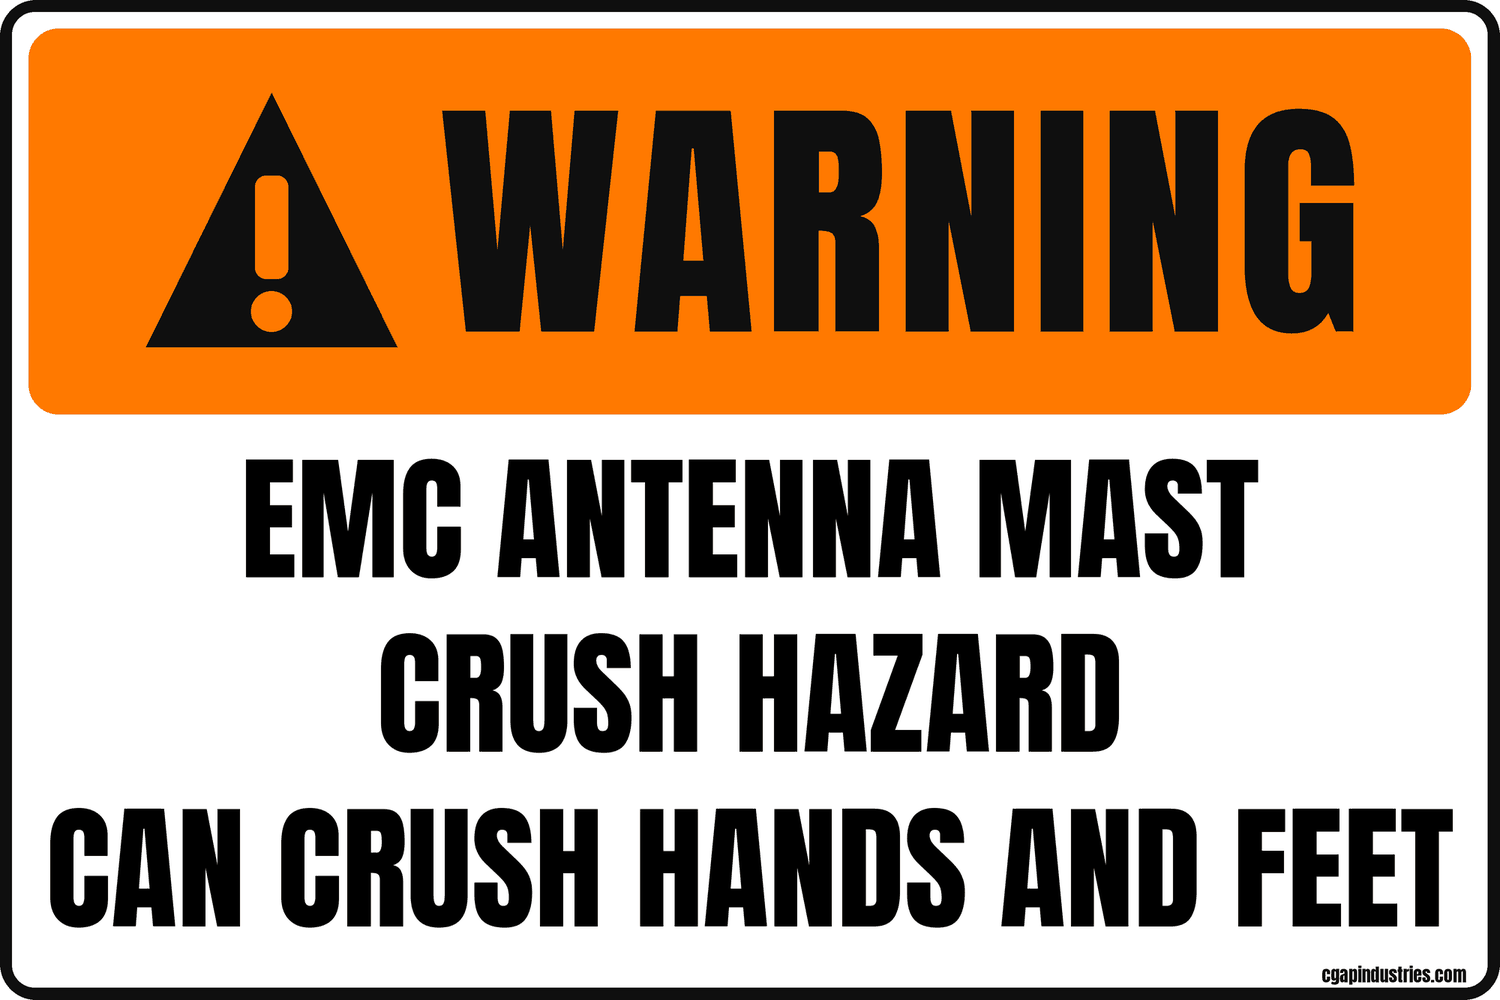 WARNING
EMC ANTENNA MAST
CRUSH HAZARD
CAN CRUSH HANDS AND FEET
cgapindustries.com